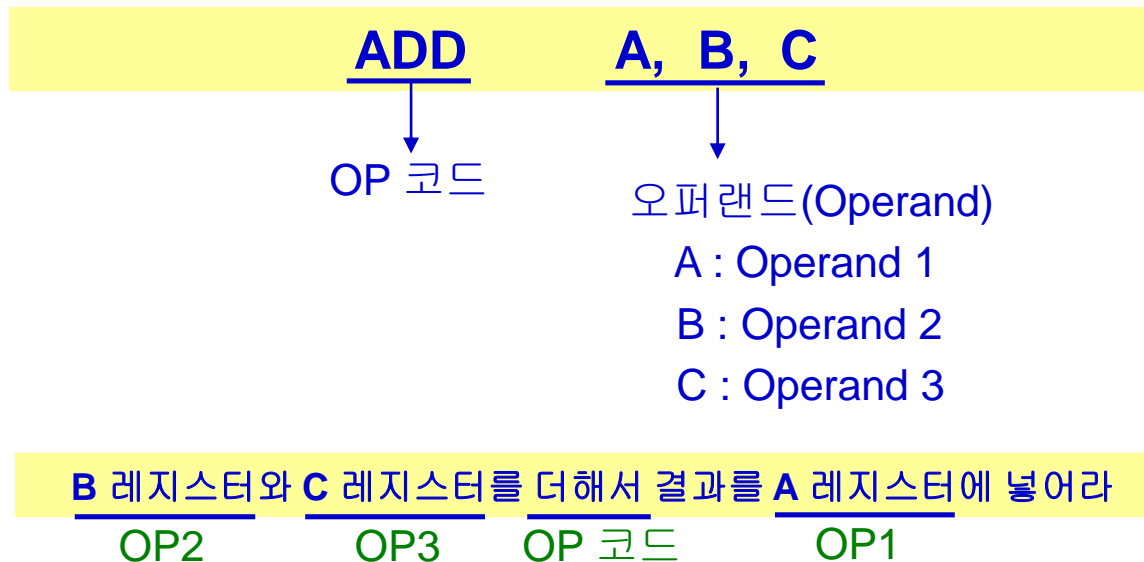 ADD A, B, C
OP 코드
오퍼랜드(Operand)
A : Operand 1
B : Operand 2
C : Operand 3
B 레지스터와 C 레지스터를 더해서 결과를 A 레지스터에 넣어라
OP2 OP3 OP 코드 OP1